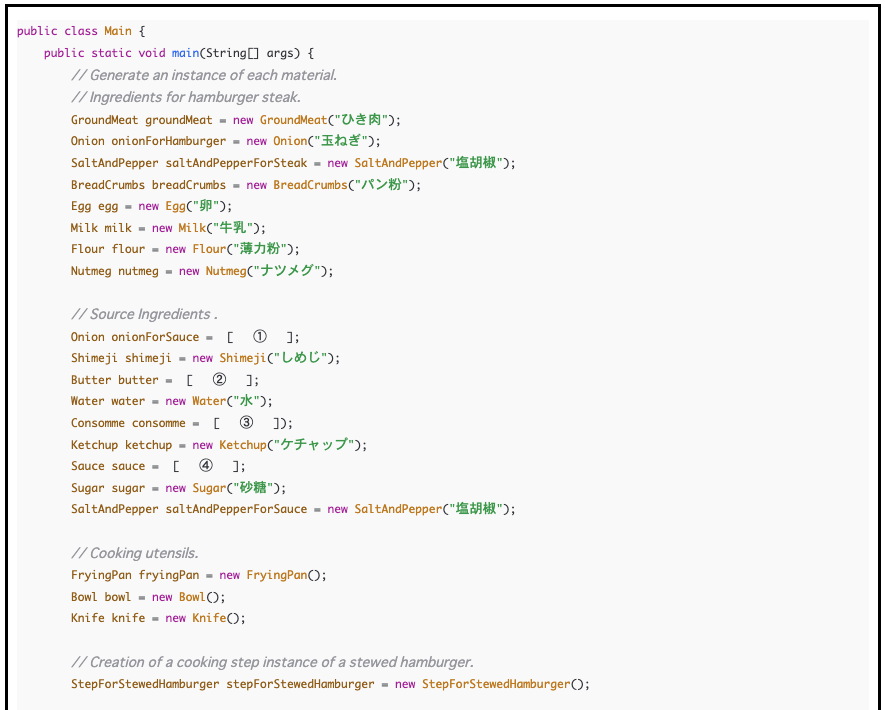 public class Main {
public static void main(String[] args) {
// Generate an instance of each material.
// Ingredients for hamburger steak.
GroundMeat groundMeat = new GroundMeat("ひき肉");
Onion onionForHamburger = new Onion("玉ねぎ");
SaltAndPepper saltAndPepperForSteak = new SaltAndPepper("塩胡椒");
BreadCrumbs breadCrumbs = new BreadCrumbs("パン粉");
Egg egg = new Egg("卵");
Milk milk = new Milk("牛乳");
Flour flour = new Flour("薄力粉");
Nutmeg nutmeg = new Nutmeg("ナツメグ");
// Source Ingredients .
Onion onionForSauce = [ ① ];
Shimeji shimeji = new Shimeji("しめじ");
Butter butter = [ ② ];
Water water = new Water("水");
Consomme consomme = [ ③ ]);
Ketchup ketchup = new Ketchup("ケチャップ");
Sauce sauce = [ ④ ];
Sugar sugar = new Sugar("砂糖");
SaltAndPepper saltAndPepperForSauce = new SaltAndPepper("塩胡椒");
// Cooking utensils.
FryingPan fryingPan = new FryingPan();
Bowl bowl = new Bowl();
Knife knife = new Knife();
// Creation of a cooking step instance of a stewed hamburger.
StepForStewedHamburger stepForStewedHamburger = new StepForStewedHamburger();